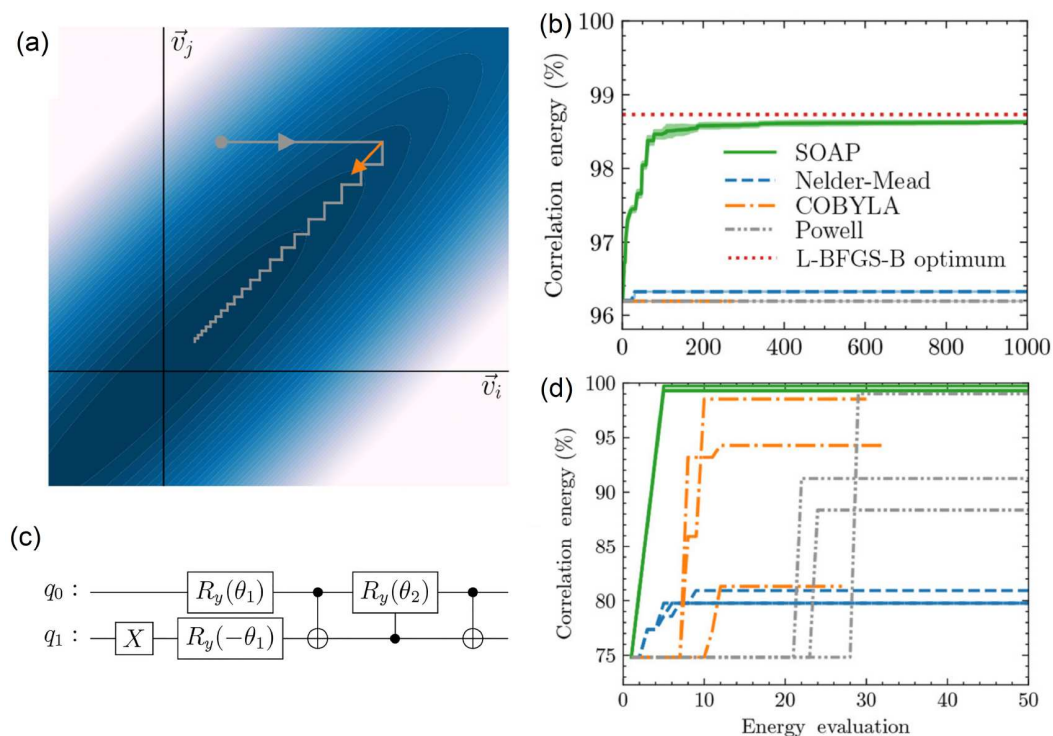 (a)
v⃗j
v⃗i
(b)
Correlation energy (%)
100
99
98
97
96
0 200 400 600 800 1000
SOAP
Nelder-Mead
COBYLA
Powell
L-BFGS-B optimum
(c)
q0 : Ry(θ1) Ry(θ2)
q1 : X Ry(-θ1)
(d)
Correlation energy (%)
100
95
90
85
80
75
0 10 20 30 40 50
Energy evaluation